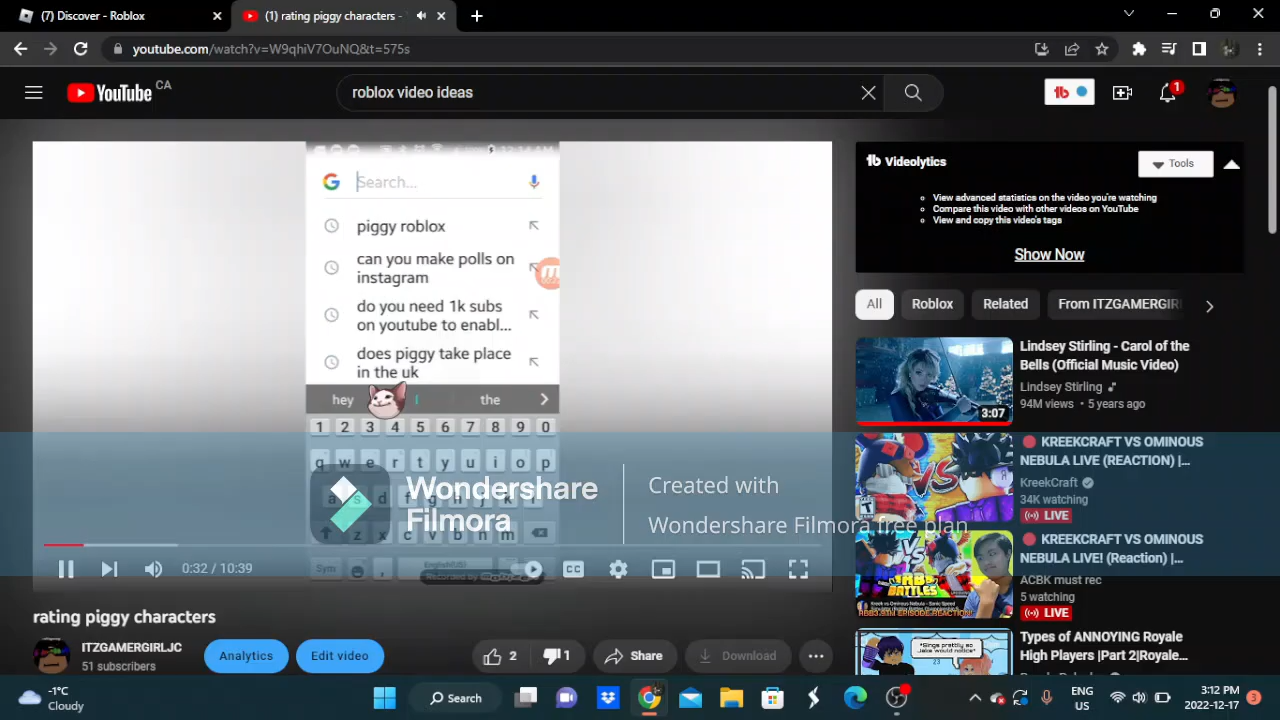 (7) Discover - Roblox
(1) rating piggy characters -
youtube.com/watch?v=W9qhiV7OuNQ&t=575s
YouTube CA
roblox video ideas
1
Search...
piggy roblox
can you make polls on
instagram
do you need 1k subs
on youtube to enabl...
does piggy take place
in the uk
hey
I
the
1 2 3 4 5 6 7 8 9 0
q w e r t y u i o p
Wondershare
Filmora
Created with
Wondershare Filmora free plan
Sym
English(US)
0:32 / 10:39
CC
rating piggy
ITZGAMERGIRLJC
51 subscribers
Analytics
Edit video
2
1
Share
Download
Videolytics
Tools
View advanced statistics on the video you're watching
Compare this video with other videos on YouTube
View and copy this video's tags
Show Now
All
Roblox
Related
From ITZGAMERGIR
Lindsey Stirling - Carol of the
Bells (Official Music Video)
Lindsey Stirling
94M views • 5 years ago
3:07
KREEKCRAFT VS OMINOUS
NEBULA LIVE (REACTION) |...
KreekCraft
34K watching
LIVE
KREEKCRAFT VS OMINOUS
NEBULA LIVE! (Reaction) |...
ACBK must rec
5 watching
LIVE
Types of ANNOYING Royale
High Players |Part 2|Royale...
-1°C
Cloudy
Search
ENG
US
3:12 PM
2022-12-17
3